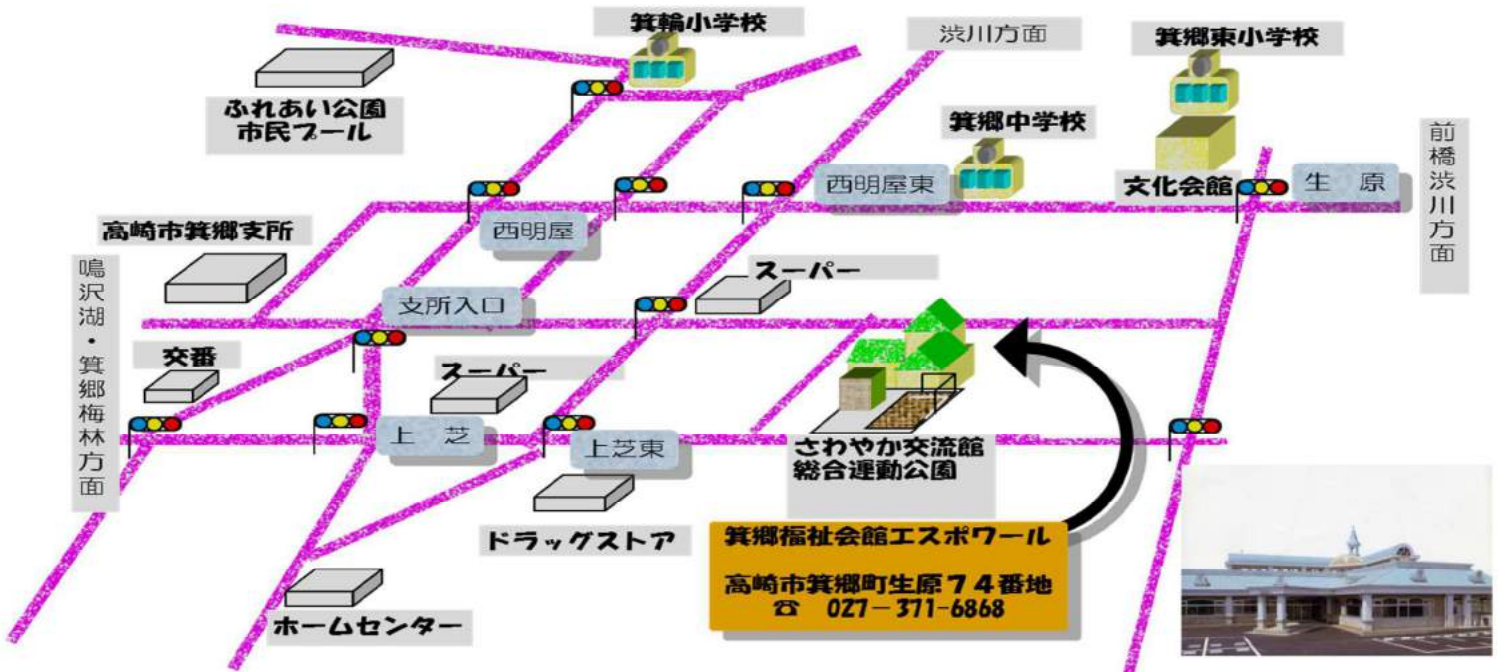 箕輪小学校
渋川方面
箕郷東小学校
ふれあい公園
市民プール
箕郷中学校
前橋渋川方面
西明屋東
文化会館
生 原
高崎市箕郷支所
西明屋
鳴沢湖・箕郷梅林方面
スーパー
支所入口
交番
スーパー
上 芝
上芝東
さわやか交流館
総合運動公園
ドラッグストア
箕郷福祉会館エスポワール
高崎市箕郷町生原74番地
☎ 027-371-6868
ホームセンター